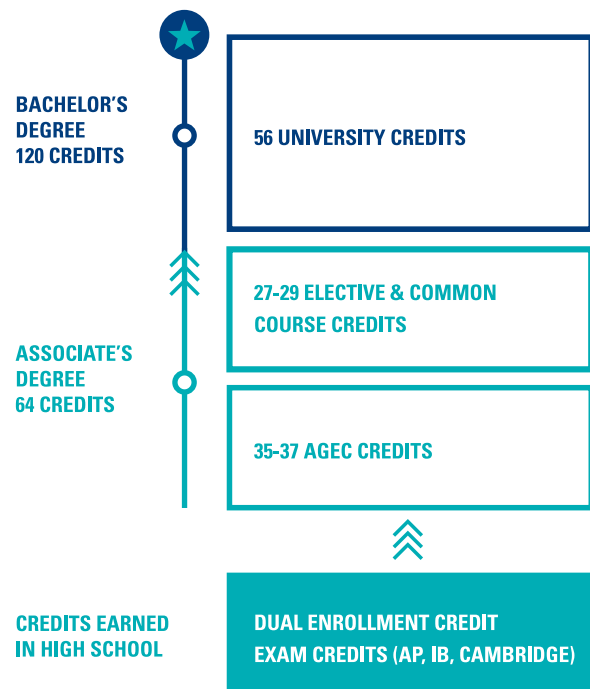 BACHELOR'S
DEGREE
120 CREDITS
56 UNIVERSITY CREDITS
27-29 ELECTIVE & COMMON
COURSE CREDITS
ASSOCIATE'S
DEGREE
64 CREDITS
35-37 AGEC CREDITS
CREDITS EARNED
IN HIGH SCHOOL
DUAL ENROLLMENT CREDIT
EXAM CREDITS (AP, IB, CAMBRIDGE)